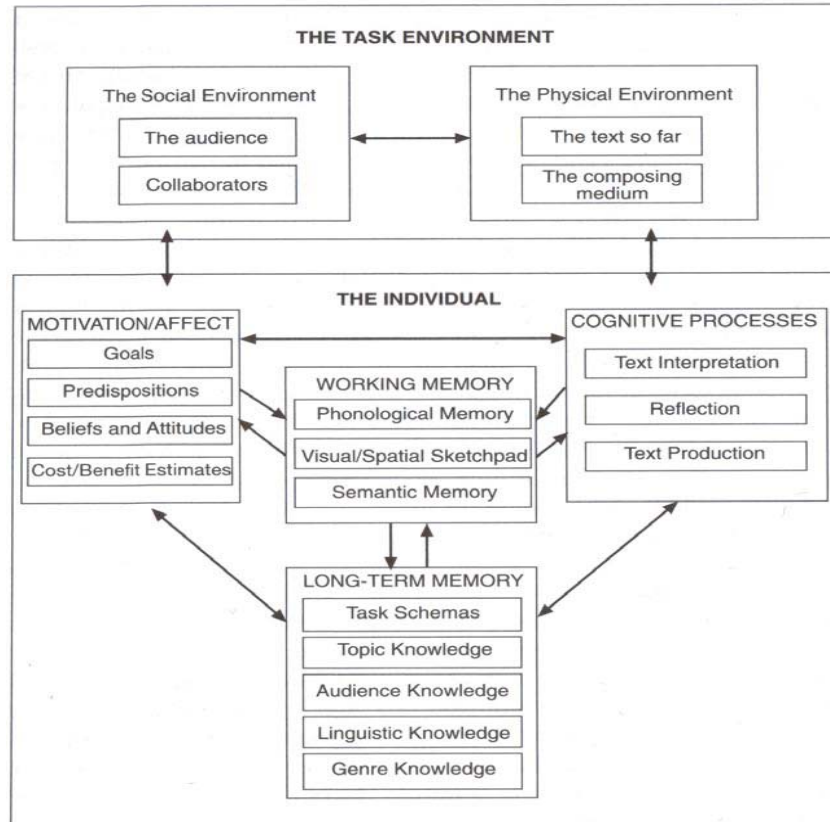 THE TASK ENVIRONMENT
The Social Environment
The audience
Collaborators
The Physical Environment
The text so far
The composing
medium
THE INDIVIDUAL
MOTIVATION/AFFECT
Goals
Predispositions
Beliefs and Attitudes
Cost/Benefit Estimates
WORKING MEMORY
Phonological Memory
Visual/Spatial Sketchpad
Semantic Memory
COGNITIVE PROCESSES
Text Interpretation
Reflection
Text Production
LONG-TERM MEMORY
Task Schemas
Topic Knowledge
Audience Knowledge
Linguistic Knowledge
Genre Knowledge